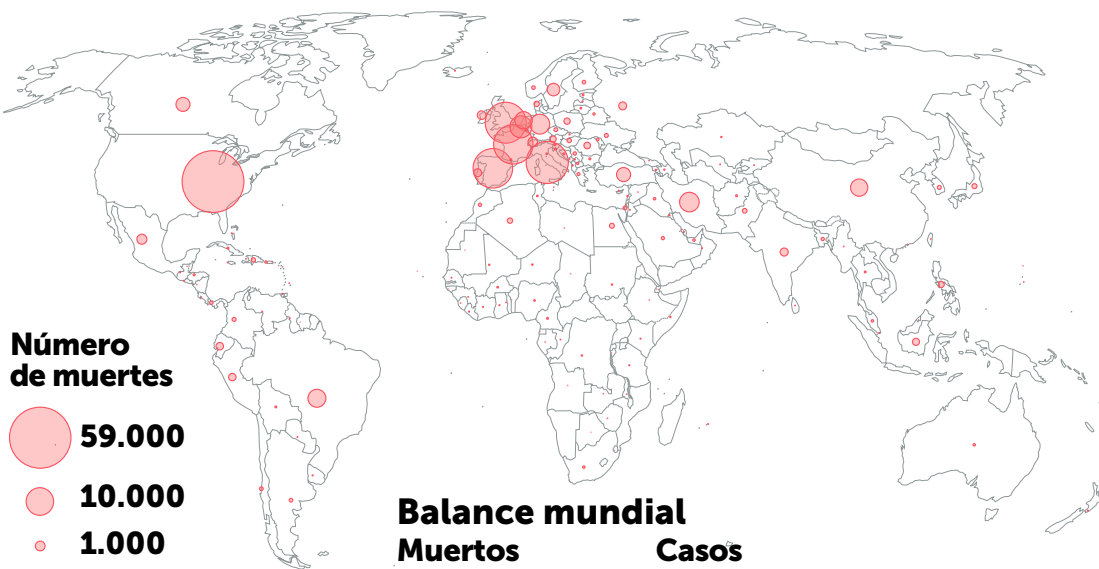 Número
de muertes
59.000
10.000
1.000
Balance mundial
Muertos Casos